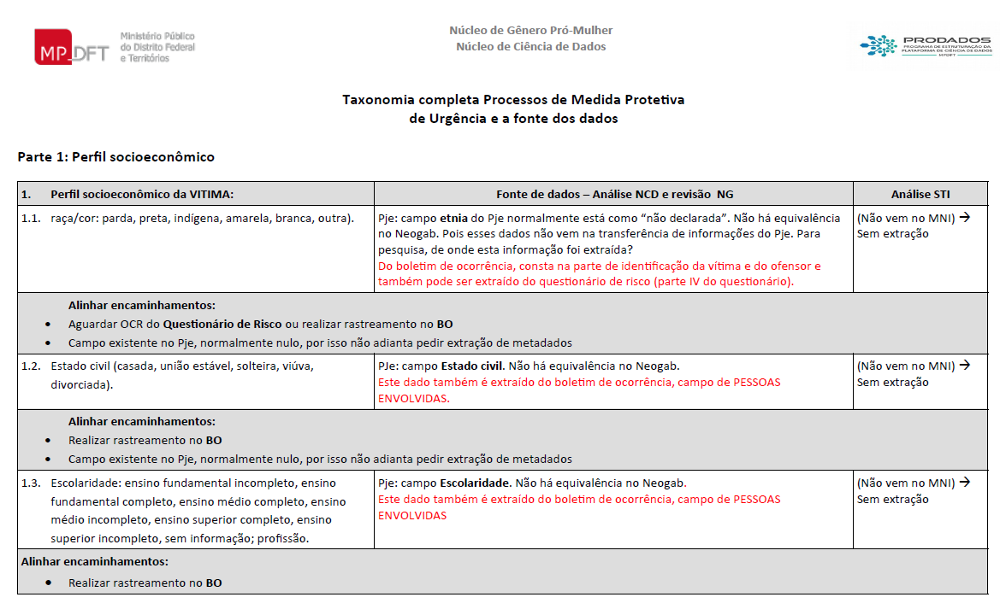 MP_DFT
Ministério Público
do Distrito Federal
e Territórios
Núcleo de Gênero Pró-Mulher
Núcleo de Ciência de Dados
PRODADOS
PROGRAMA DE ESTRUTURAÇÃO DA
PLATAFORMA DE CIÊNCIA DE DADOS
MPDFT
Taxonomia completa Processos de Medida Protetiva
de Urgência e a fonte dos dados
Parte 1: Perfil socioeconômico
1. Perfil socioeconômico da VITIMA:
Fonte de dados – Análise NCD e revisão NG
Análise STI
1.1. raça/cor: parda, preta, indígena, amarela, branca, outra).
Pje: campo etnia do Pje normalmente está como “não declarada”. Não há equivalência
no Neogab. Pois esses dados não vem na transferência de informações do Pje. Para
pesquisa, de onde esta informação foi extraída?
Do boletim de ocorrência, consta na parte de identificação da vítima e do ofensor e
também pode ser extraído do questionário de risco (parte IV do questionário).
(Não vem no MNI) →
Sem extração
Alinhar encaminhamentos:
• Aguardar OCR do Questionário de Risco ou realizar rastreamento no BO
• Campo existente no Pje, normalmente nulo, por isso não adianta pedir extração de metadados
1.2. Estado civil (casada, união estável, solteira, viúva,
divorciada).
PJe: campo Estado civil. Não há equivalência no Neogab.
Este dado também é extraído do boletim de ocorrência, campo de PESSOAS
ENVOLVIDAS.
(Não vem no MNI) →
Sem extração
Alinhar encaminhamentos:
• Realizar rastreamento no BO
• Campo existente no Pje, normalmente nulo, por isso não adianta pedir extração de metadados
1.3. Escolaridade: ensino fundamental incompleto, ensino
fundamental completo, ensino médio completo, ensino
médio incompleto, ensino superior completo, ensino
superior incompleto, sem informação; profissão.
Pje: campo Escolaridade. Não há equivalência no Neogab.
Este dado também é extraído do boletim de ocorrência, campo de PESSOAS
ENVOLVIDAS
(Não vem no MNI) →
Sem extração
Alinhar encaminhamentos:
• Realizar rastreamento no BO